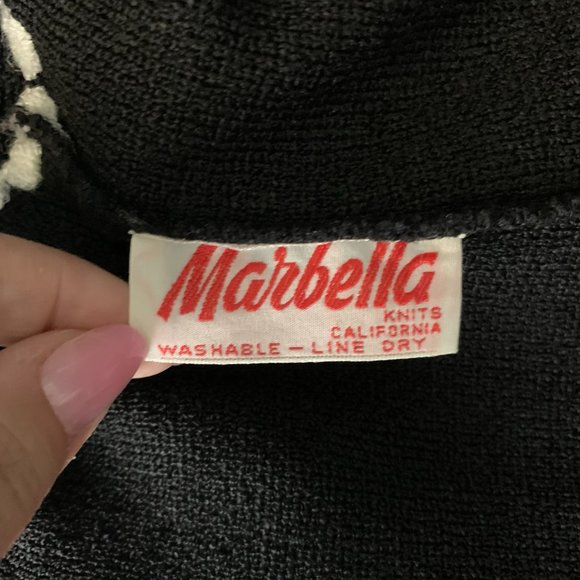 Marbella
KNITS
CALIFORNIA
WASHABLE – LINE DRY